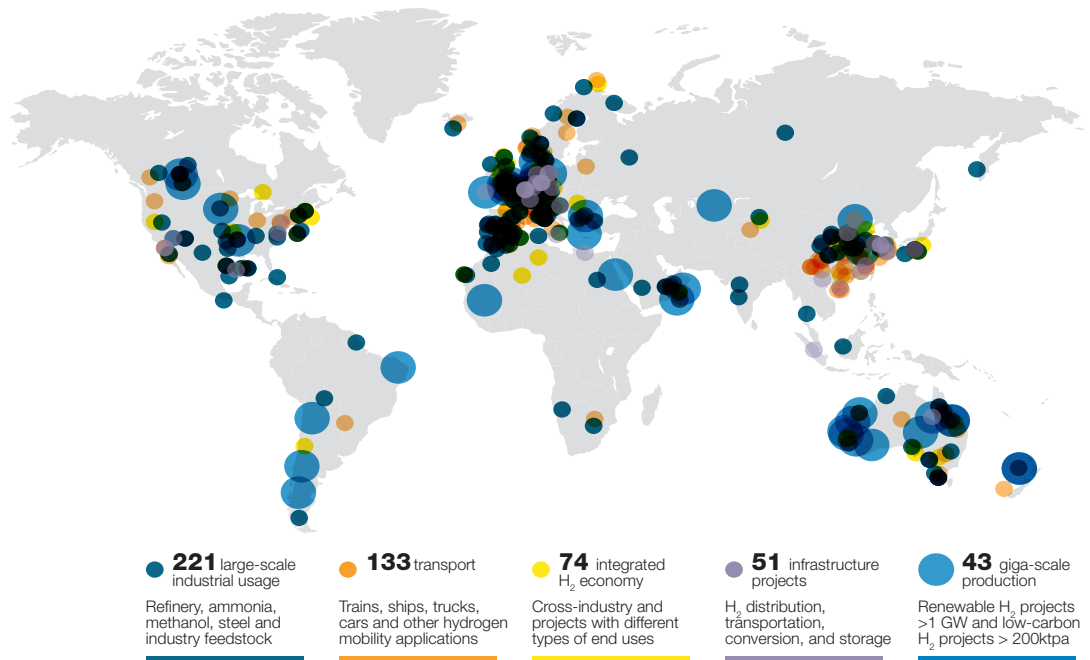 221 large-scale
industrial usage
Refinery, ammonia,
methanol, steel and
industry feedstock
133 transport
Trains, ships, trucks,
cars and other hydrogen
mobility applications
74 integrated
H₂ economy
Cross-industry and
projects with different
types of end uses
51 infrastructure
projects
H₂ distribution,
transportation,
conversion, and storage
43 giga-scale
production
Renewable H₂ projects
>1 GW and low-carbon
H₂ projects > 200ktpa